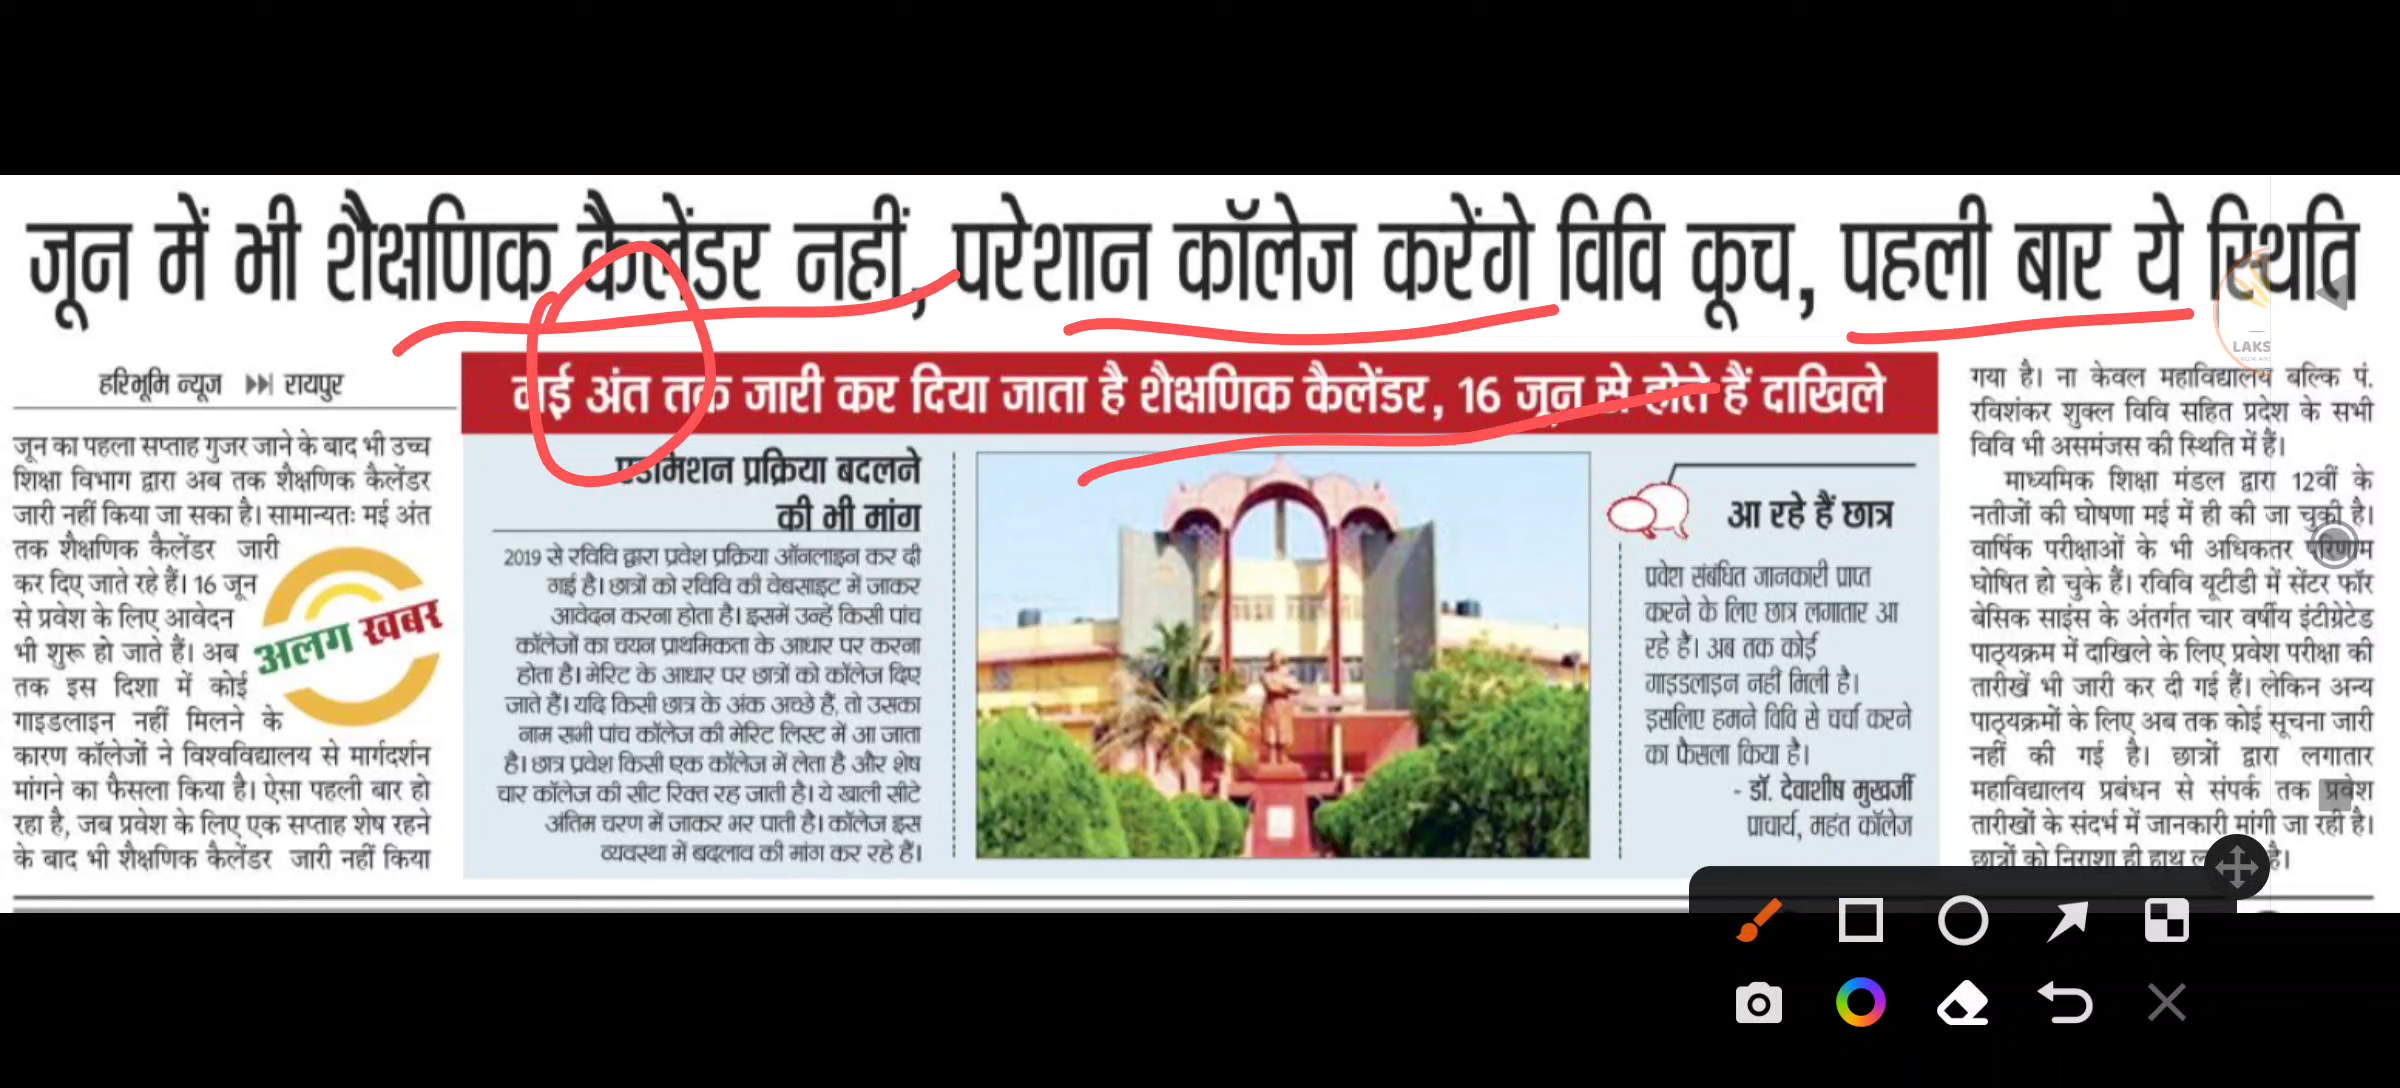 जून में भी शैक्षणिक कैलेंडर नहीं, परेशान कॉलेज करेंगे विवि कूच, पहली बार ये स्थिति
हरिभूमि न्यूज ▶▶| रायपुर
जून का पहला सप्ताह गुजर जाने के बाद भी उच्च
शिक्षा विभाग द्वारा अब तक शैक्षणिक कैलेंडर
जारी नहीं किया जा सका है। सामान्यतः मई अंत
तक शैक्षणिक कैलेंडर जारी
कर दिए जाते रहे हैं। 16 जून
से प्रवेश के लिए आवेदन
भी शुरू हो जाते हैं। अब
तक इस दिशा में कोई
गाइडलाइन नहीं मिलने के
कारण कॉलेजों ने विश्वविद्यालय से मार्गदर्शन
मांगने का फैसला किया है। ऐसा पहली बार हो
रहा है, जब प्रवेश के लिए एक सप्ताह शेष रहने
के बाद भी शैक्षणिक कैलेंडर जारी नहीं किया
अलग खबर
मई अंत तक जारी कर दिया जाता है शैक्षणिक कैलेंडर, 16 जून से होते हैं दाखिले
एडमिशन प्रक्रिया बदलने
की भी मांग
2019 से रविवि द्वारा प्रवेश प्रक्रिया ऑनलाइन कर दी
गई है। छात्रों को रविवि की वेबसाइट में जाकर
आवेदन करना होता है। इसमें उन्हें किसी पांच
कॉलेजों का चयन प्राथमिकता के आधार पर करना
होता है। मेरिट के आधार पर छात्रों को कॉलेज दिए
जाते हैं। यदि किसी छात्र के अंक अच्छे हैं, तो उसका
नाम सभी पांच कॉलेज की मेरिट लिस्ट में आ जाता
है। छात्र प्रवेश किसी एक कॉलेज में लेता है और शेष
चार कॉलेज की सीट रिक्त रह जाती है। ये खाली सीटे
अंतिम चरण में जाकर भर पाती है। कॉलेज इस
व्यवस्था में बदलाव की मांग कर रहे हैं।
आ रहे हैं छात्र
प्रवेश संबंधित जानकारी प्राप्त
करने के लिए छात्र लगातार आ
रहे हैं। अब तक कोई
गाइडलाइन नहीं मिली है।
इसलिए हमने विवि से चर्चा करने
का फैसला किया है।
- डॉ. देवाशीष मुखर्जी
प्राचार्य, महंत कॉलेज
गया है। ना केवल महाविद्यालय बल्कि पं.
रविशंकर शुक्ल विवि सहित प्रदेश के सभी
विवि भी असमंजस की स्थिति में हैं।
माध्यमिक शिक्षा मंडल द्वारा 12वीं के
नतीजों की घोषणा मई में ही की जा चुकी है।
वार्षिक परीक्षाओं के भी अधिकतर परिणाम
घोषित हो चुके हैं। रविवि यूटीडी में सेंटर फॉर
बेसिक साइंस के अंतर्गत चार वर्षीय इंटीग्रेटेड
पाठ्यक्रम में दाखिले के लिए प्रवेश परीक्षा की
तारीखें भी जारी कर दी गई हैं। लेकिन अन्य
पाठ्यक्रमों के लिए अब तक कोई सूचना जारी
नहीं की गई है। छात्रों द्वारा लगातार
महाविद्यालय प्रबंधन से संपर्क तक प्रवेश
तारीखों के संदर्भ में जानकारी मांगी जा रही है।
छात्रों को निराशा ही हाथ है।
LAKS